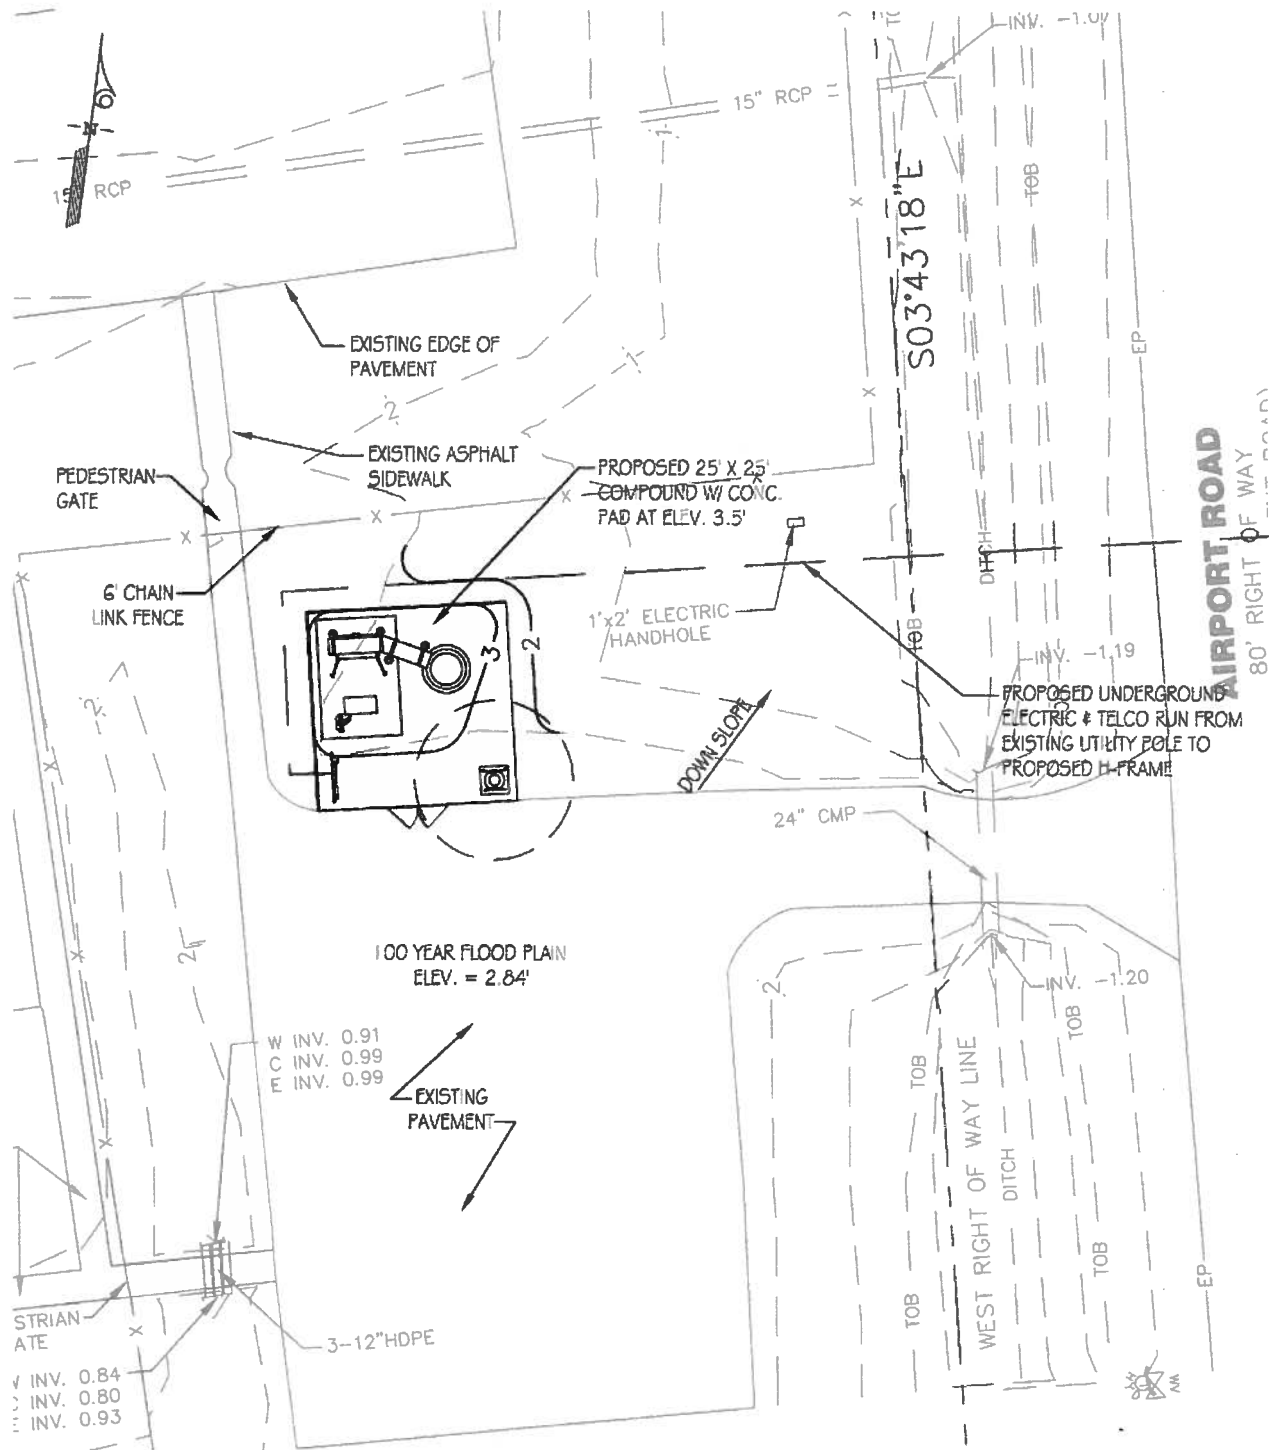 INV. -1.0
15" RCP
15" RCP
N
TOB
S03°43'18"E
EP
1
1
2
EXISTING EDGE OF
PAVEMENT
EXISTING ASPHALT
SIDEWALK
PEDESTRIAN
GATE
PROPOSED 25' X 25'
COMPOUND W/ CONC.
PAD AT ELEV. 3.5'
6' CHAIN
LINK FENCE
1'x2' ELECTRIC
HANDHOLE
DITCH
TOB
AIRPORT ROAD
80' RIGHT OF WAY
3
2
2
INV. -1.19
PROPOSED UNDERGROUND
ELECTRIC & TELCO RUN FROM
EXISTING UTILITY POLE TO
PROPOSED H-FRAME
DOWN SLOPE
24" CMP
100 YEAR FLOOD PLAIN
ELEV. = 2.84'
2
2
INV. -1.20
W INV. 0.91
C INV. 0.99
E INV. 0.99
EXISTING
PAVEMENT
TOB
TOB
WEST RIGHT OF WAY LINE
DITCH
TOB
TOB
EP
STRIAN
ATE
3-12"HDPE
INV. 0.84
INV. 0.80
INV. 0.93